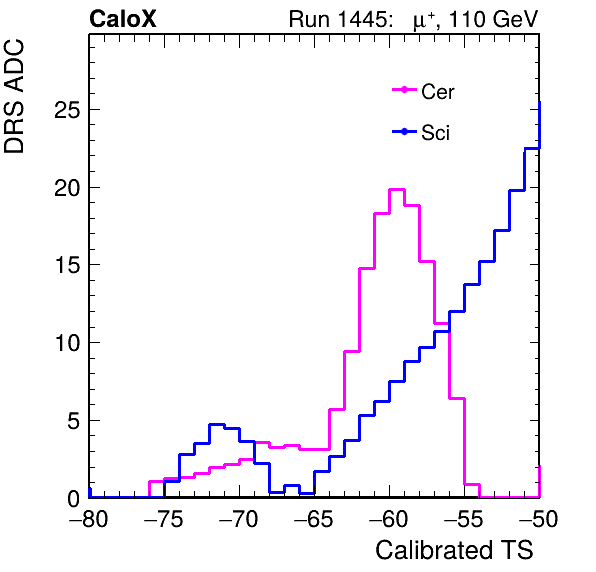 CaloX Run 1445: μ⁺, 110 GeV
DRS ADC
Cer
Sci
25
20
15
10
5
0
−80 −75 −70 −65 −60 −55 −50
Calibrated TS